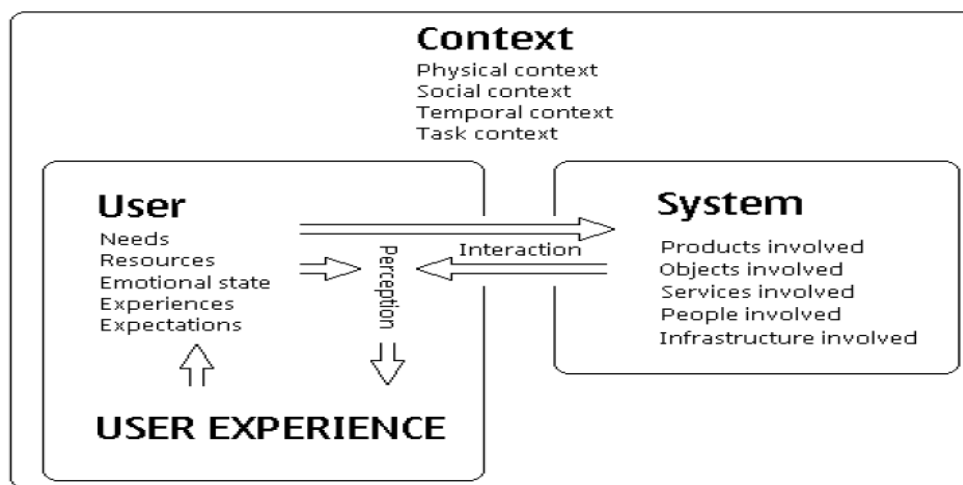 Context
Physical context
Social context
Temporal context
Task context
User
Needs
Resources
Emotional state
Experiences
Expectations
Perception
Interaction
System
Products involved
Objects involved
Services involved
People involved
Infrastructure involved
USER EXPERIENCE